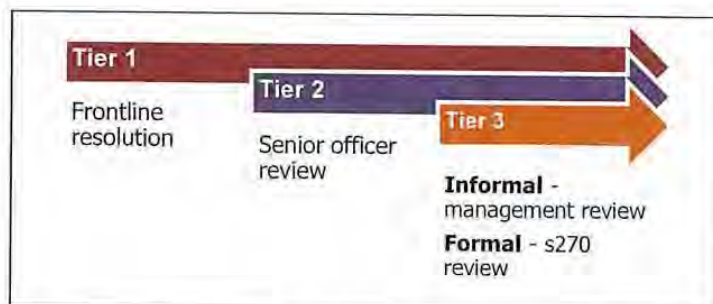 Tier 1
Frontline
resolution
Tier 2
Senior officer
review
Tier 3
Informal -
management review
Formal - s270
review